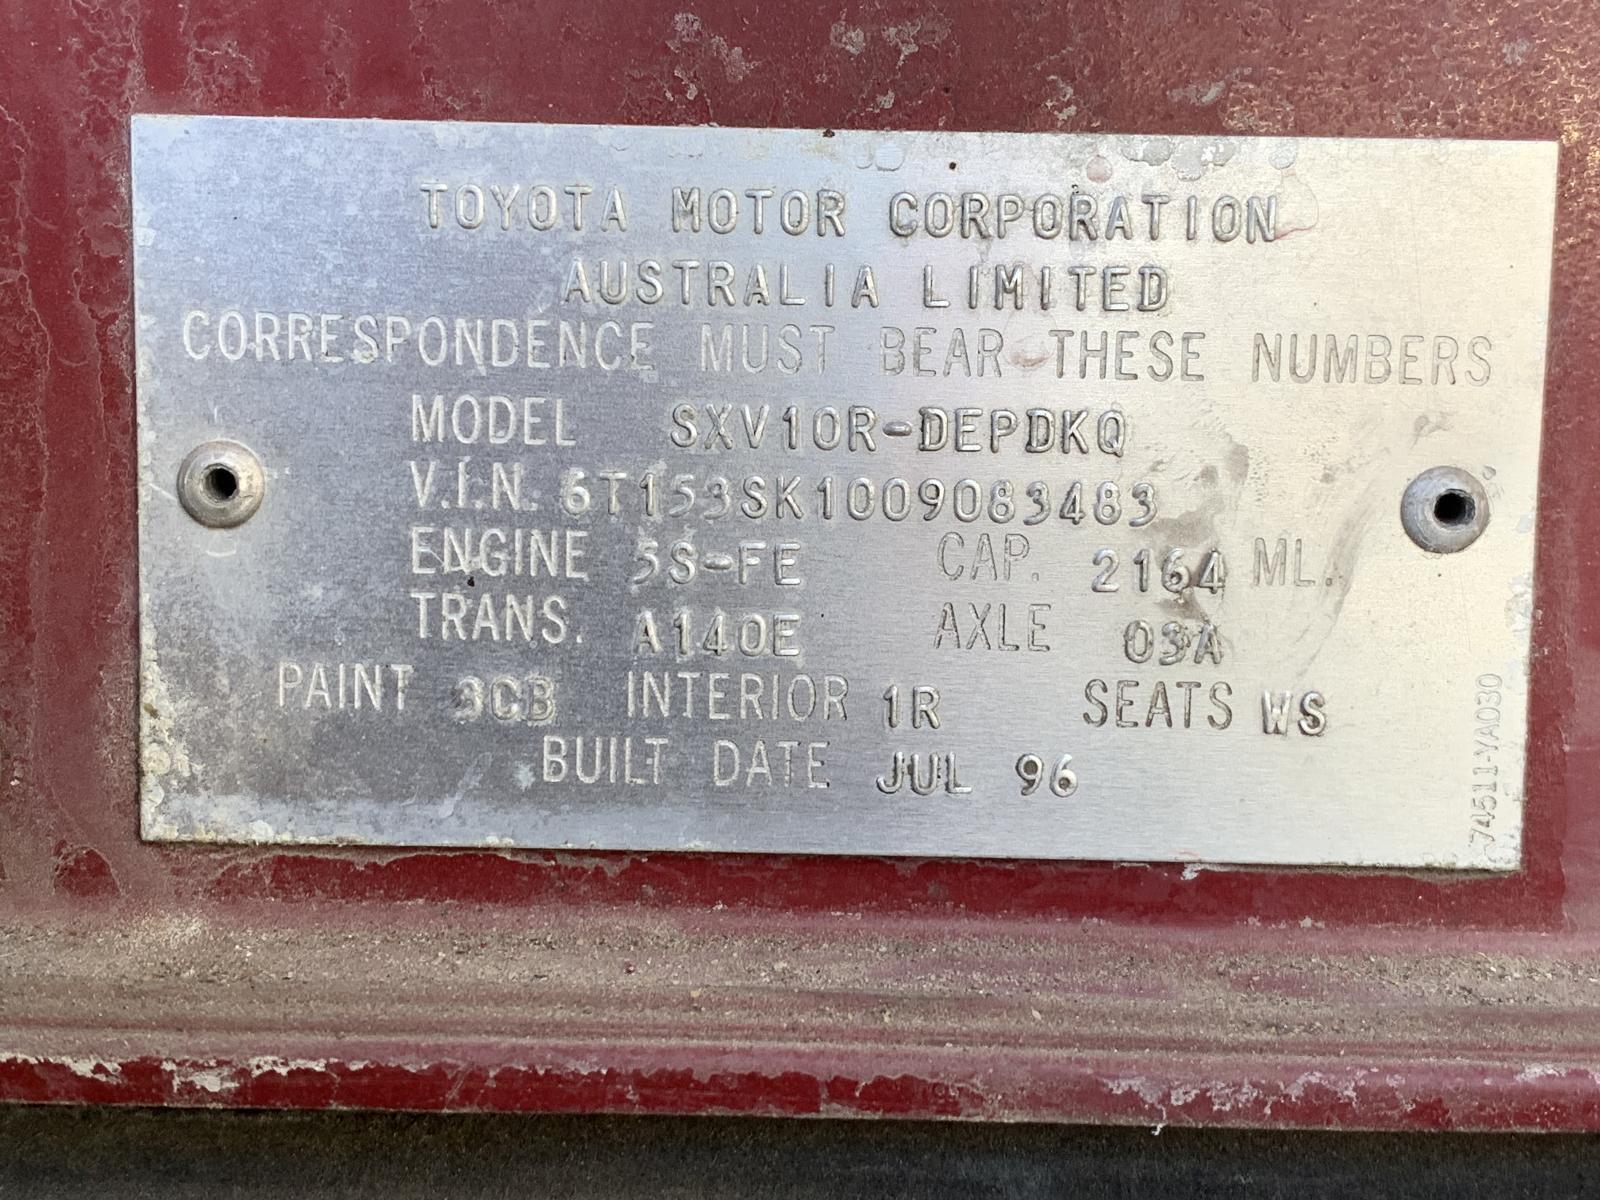 TOYOTA MOTOR CORPORATION
AUSTRALIA LIMITED
CORRESPONDENCE MUST BEAR THESE NUMBERS
MODEL SXV10R-DEPDKQ
V.I.N. 6T153SK1009083483
ENGINE 5S-FE CAP. 2164 ML.
TRANS. A140E AXLE 03A
PAINT 3CB INTERIOR 1R SEATS WS
BUILT DATE JUL 96
74511-YA030